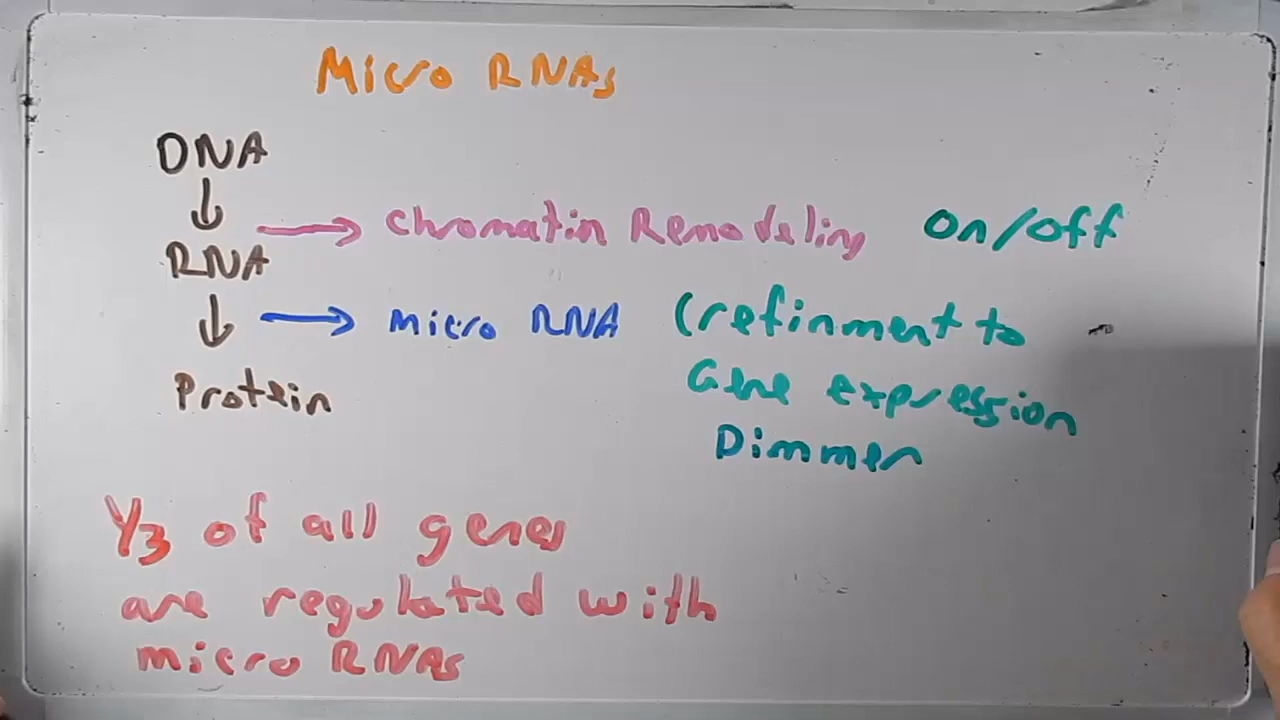 Micro RNAs
DNA
↓
RNA → Chromatin Remodeling On/Off
↓ → Micro RNA (refinment to
Gene expression
Protein
Dimmer
1/3 of all genes
are regulated with
micro RNAs